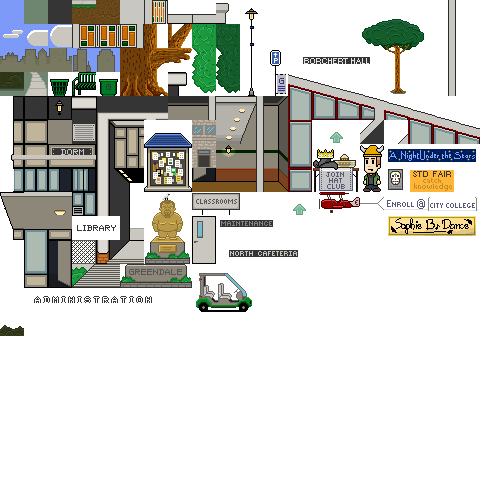 BORCHERT HALL
P
G
DORM
A Night Under the Stars
JOIN
HAT
CLUB
STD FAIR
catch
knowledge
CLASSROOMS
ENROLL @ CITY COLLEGE
LIBRARY
MAINTENANCE
Sophie B. Dance
NORTH CAFETERIA
GREENDALE
ADMINISTRATION